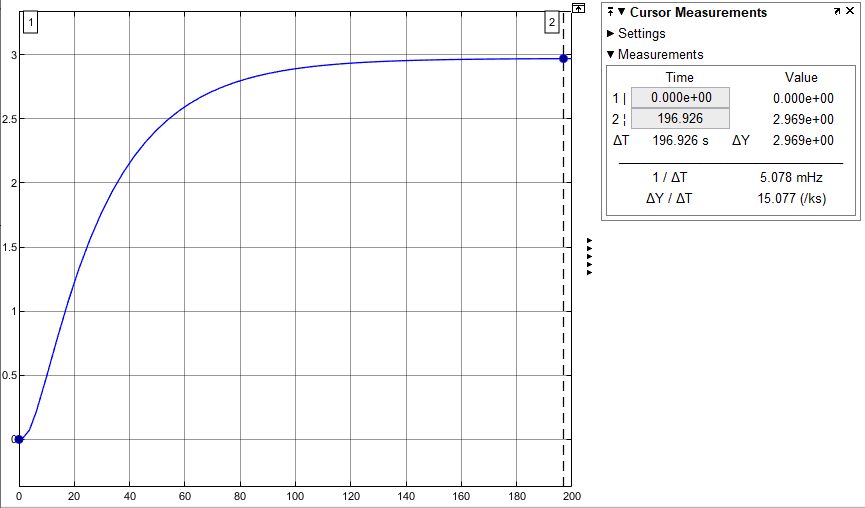 1
2
3
2.5
2
1.5
1
0.5
0
0 20 40 60 80 100 120 140 160 180 200
Cursor Measurements
Settings
Measurements
Time Value
1 | 0.000e+00 0.000e+00
2 ¦ 196.926 2.969e+00
ΔT 196.926 s ΔY 2.969e+00
1 / ΔT 5.078 mHz
ΔY / ΔT 15.077 (/ks)